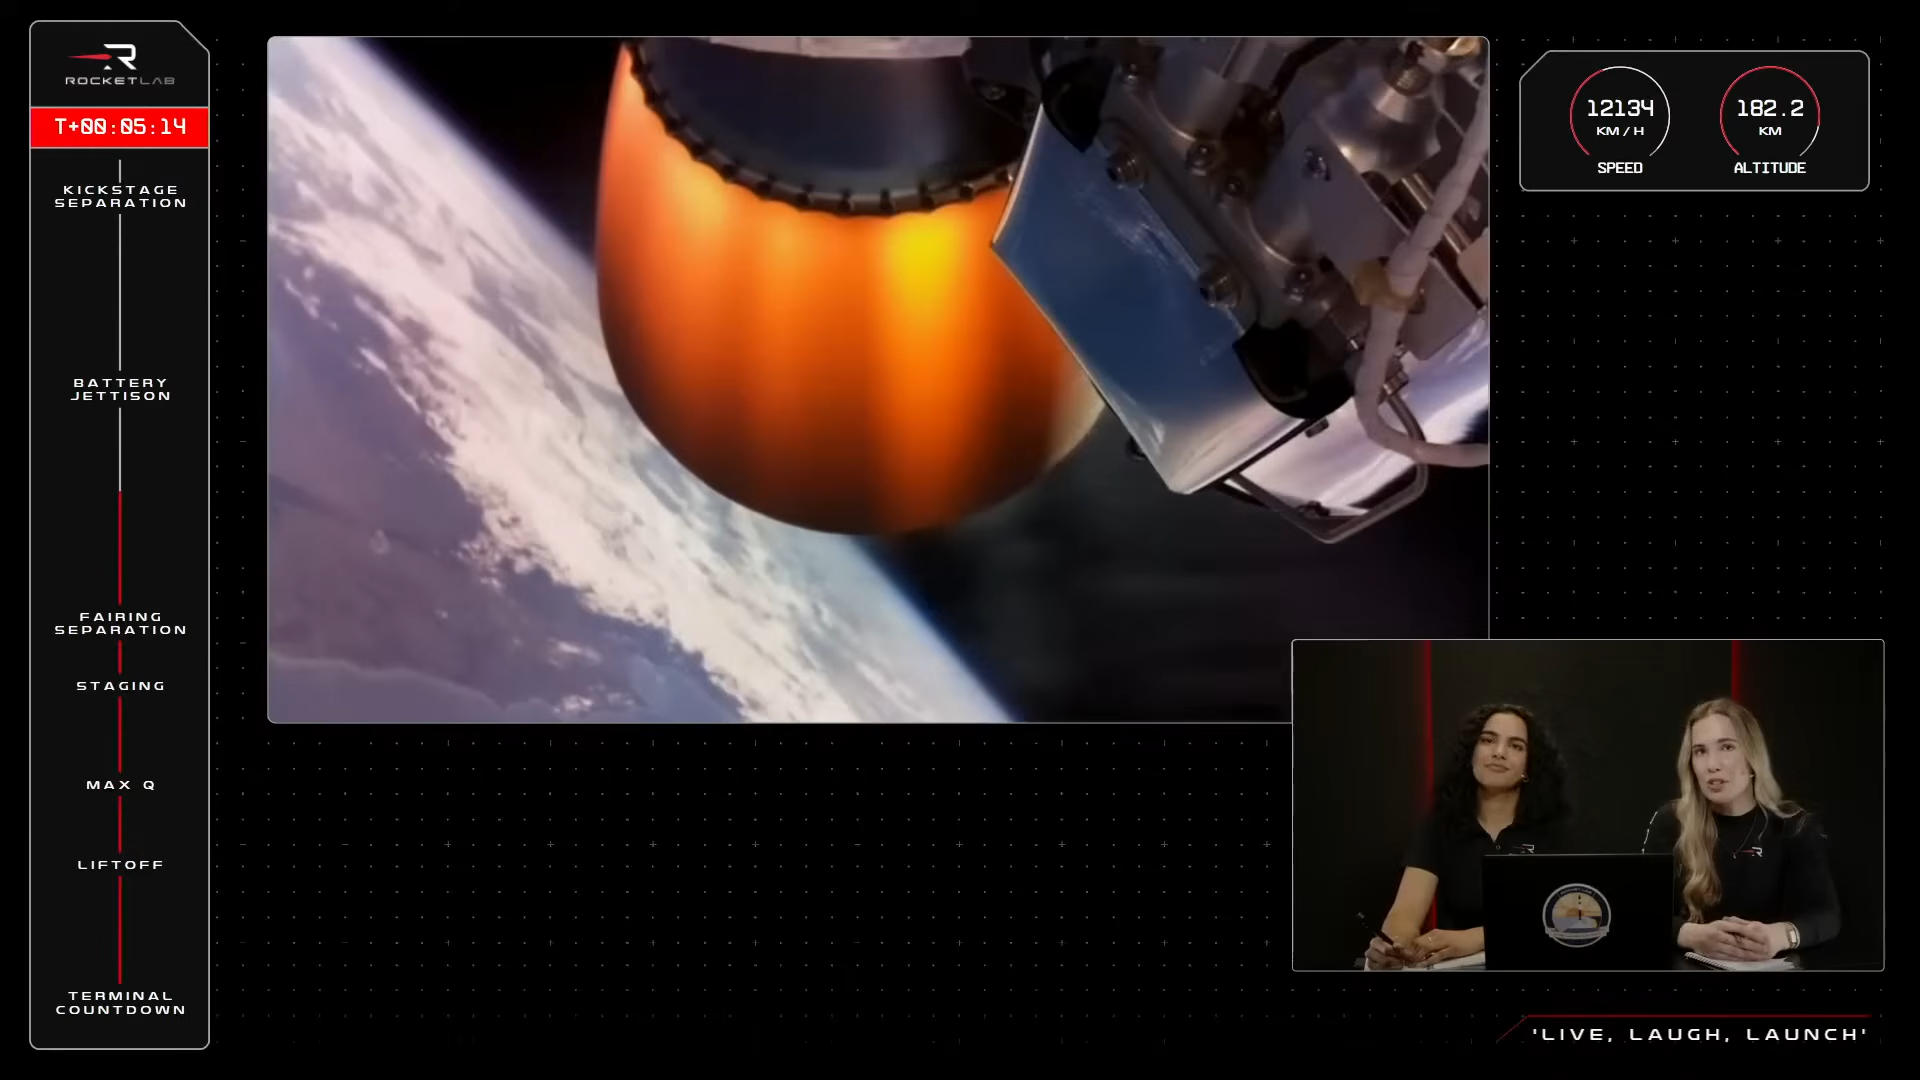 ROCKETLAB
T+00:05:14
KICKSTAGE
SEPARATION
BATTERY
JETTISON
FAIRING
SEPARATION
STAGING
MAX Q
LIFTOFF
TERMINAL
COUNTDOWN
12134
KM/H
SPEED
182.2
KM
ALTITUDE
'LIVE, LAUGH, LAUNCH'